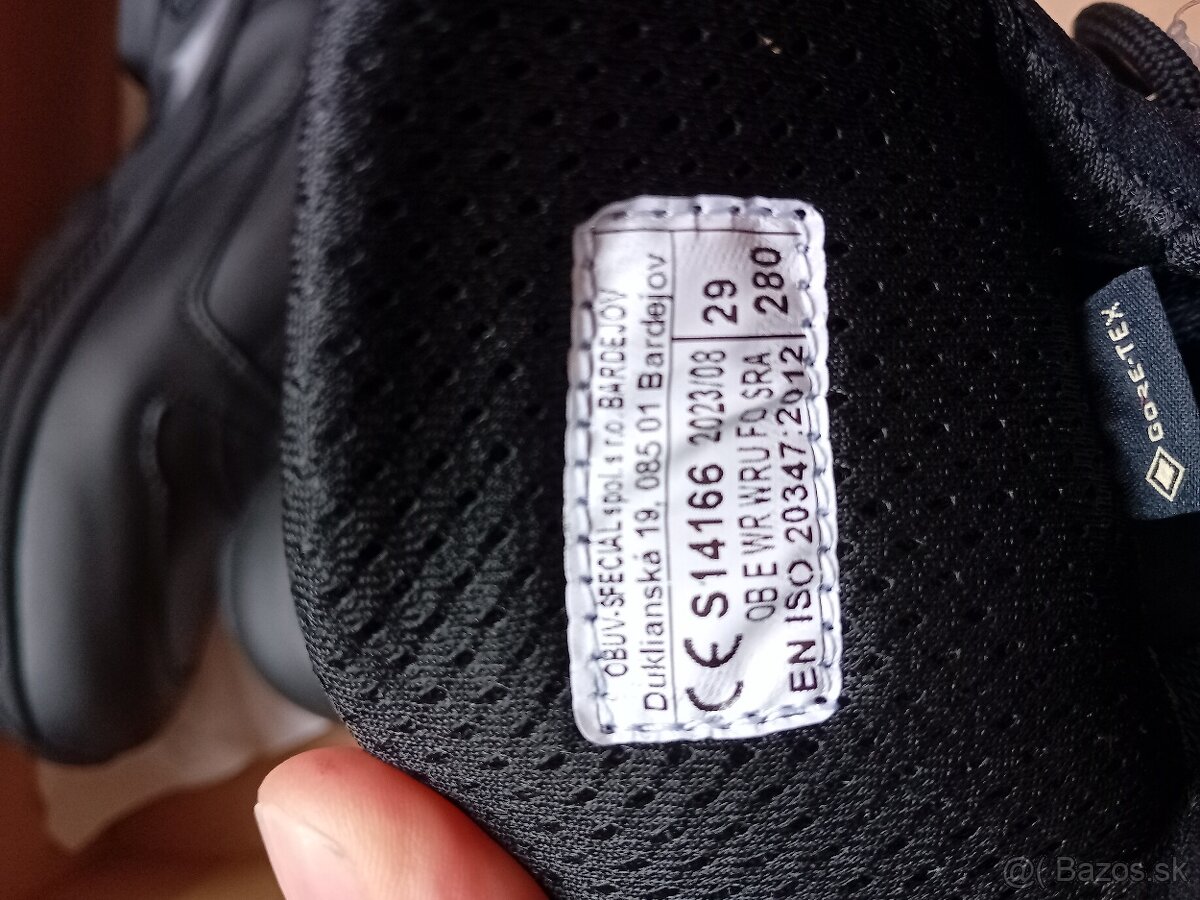 OBUV-SPECIAL spol. s r.o. BARDEJOV
Duklianská 19, 085 01 Bardejov
CE S14166 2023/08 29
OB E WR WRU FO SRA 280
EN ISO 20347:2012
GORE-TEX
@( Bazos.sk